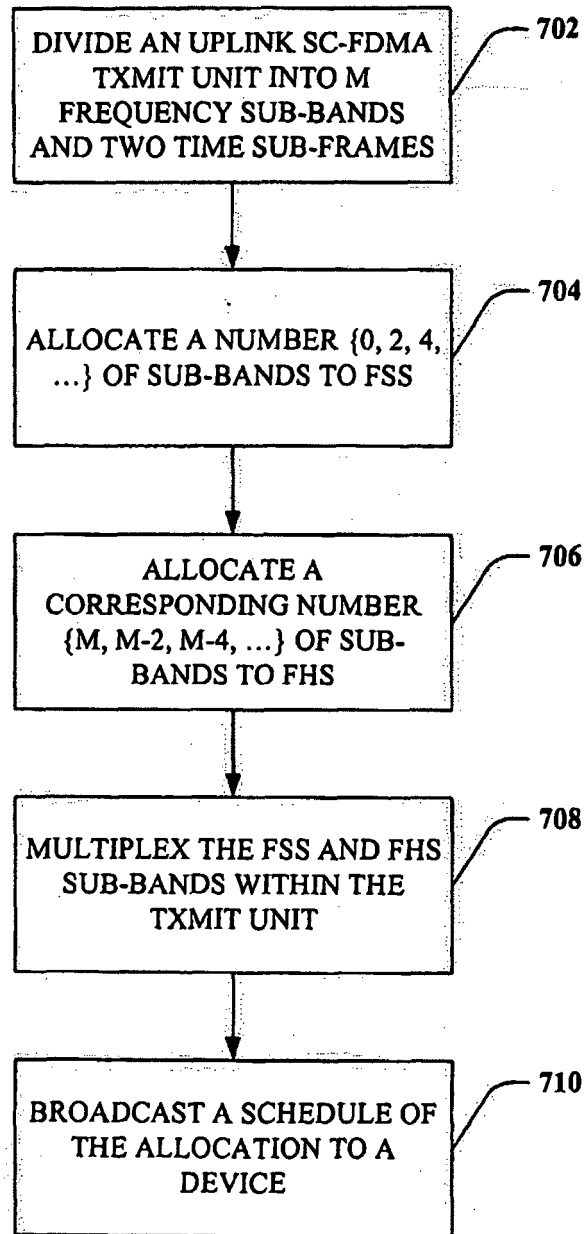 DIVIDE AN UPLINK SC-FDMA
TXMIT UNIT INTO M
FREQUENCY SUB-BANDS
AND TWO TIME SUB-FRAMES
702
ALLOCATE A NUMBER {0, 2, 4,
...} OF SUB-BANDS TO FSS
704
ALLOCATE A
CORRESPONDING NUMBER
{M, M-2, M-4, ...} OF SUB-
BANDS TO FHS
706
MULTIPLEX THE FSS AND FHS
SUB-BANDS WITHIN THE
TXMIT UNIT
708
BROADCAST A SCHEDULE OF
THE ALLOCATION TO A
DEVICE
710